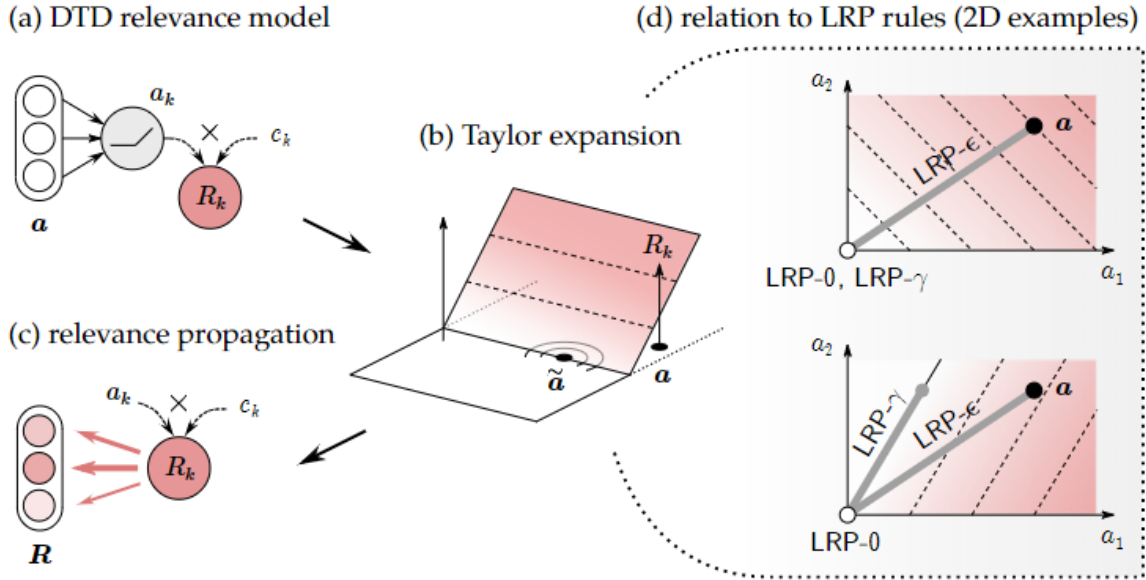 (a) DTD relevance model
a_k
×
c_k
R_k
a
(b) Taylor expansion
R_k
ã
a
(c) relevance propagation
a_k
×
c_k
R_k
R
(d) relation to LRP rules (2D examples)
a_2
a
LRP-ϵ
LRP-0, LRP-γ
a_1
a_2
a
LRP-γ
LRP-ϵ
LRP-0
a_1